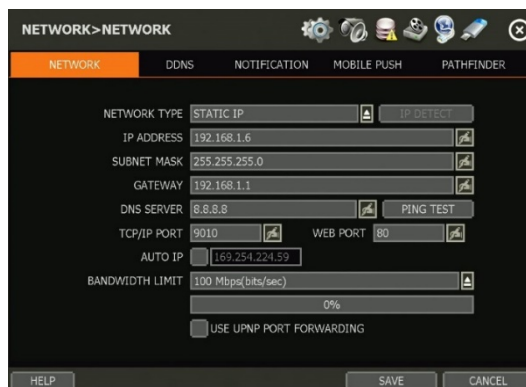 NETWORK>NETWORK
NETWORK DDNS NOTIFICATION MOBILE PUSH PATHFINDER
NETWORK TYPE STATIC IP IP DETECT
IP ADDRESS 192.168.1.6
SUBNET MASK 255.255.255.0
GATEWAY 192.168.1.1
DNS SERVER 8.8.8.8 PING TEST
TCP/IP PORT 9010 WEB PORT 80
AUTO IP 169.254.224.59
BANDWIDTH LIMIT 100 Mbps(bits/sec)
0%
USE UPNP PORT FORWARDING
HELP SAVE CANCEL